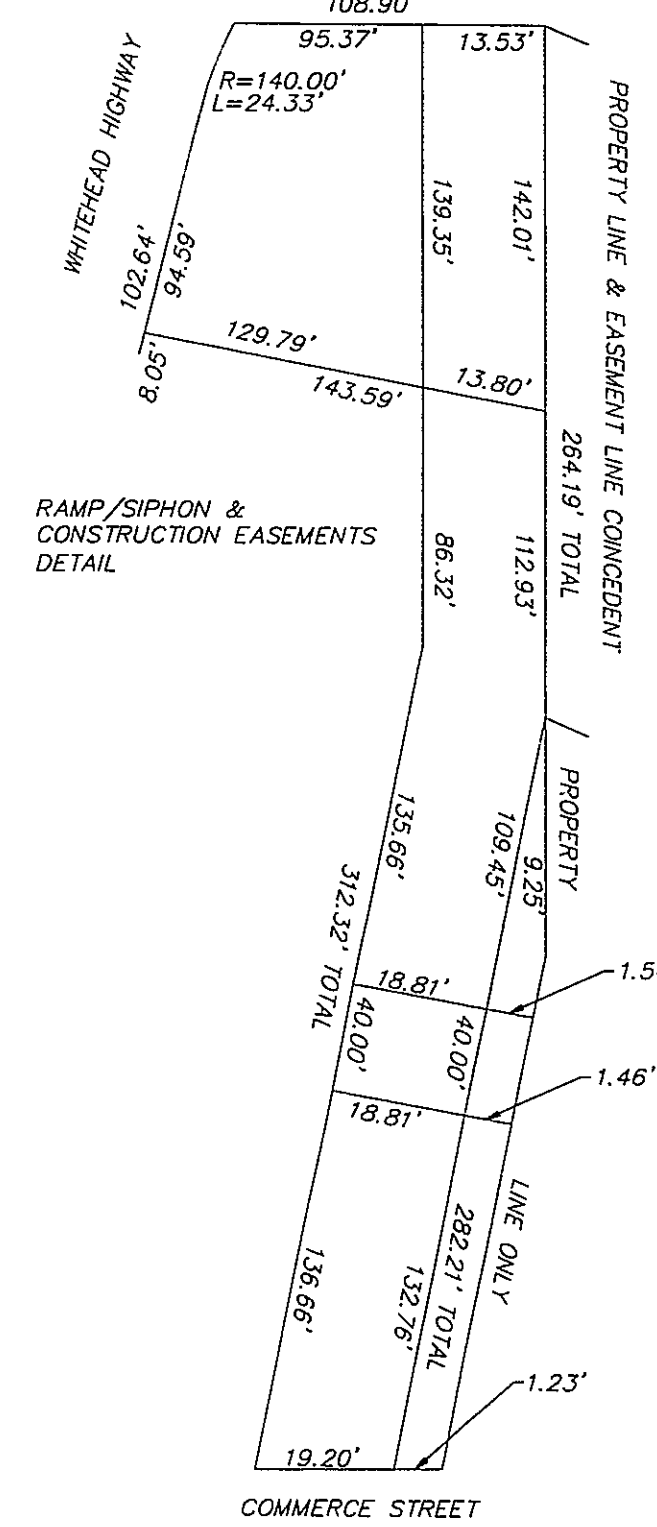 108.90
95.37'
13.53'
R=140.00'
L=24.33'
WHITEHEAD HIGHWAY
102.64'
94.59'
8.05'
139.35'
142.01'
PROPERTY LINE & EASEMENT LINE COINCEDENT
129.79'
143.59'
13.80'
264.19' TOTAL
RAMP/SIPHON &
CONSTRUCTION EASEMENTS
DETAIL
86.32'
112.93'
PROPERTY
135.66'
109.45'
9.25'
312.32' TOTAL
18.81'
40.00'
40.00'
1.46'
18.81'
LINE ONLY
282.21' TOTAL
136.66'
132.76'
1.23'
19.20'
COMMERCE STREET